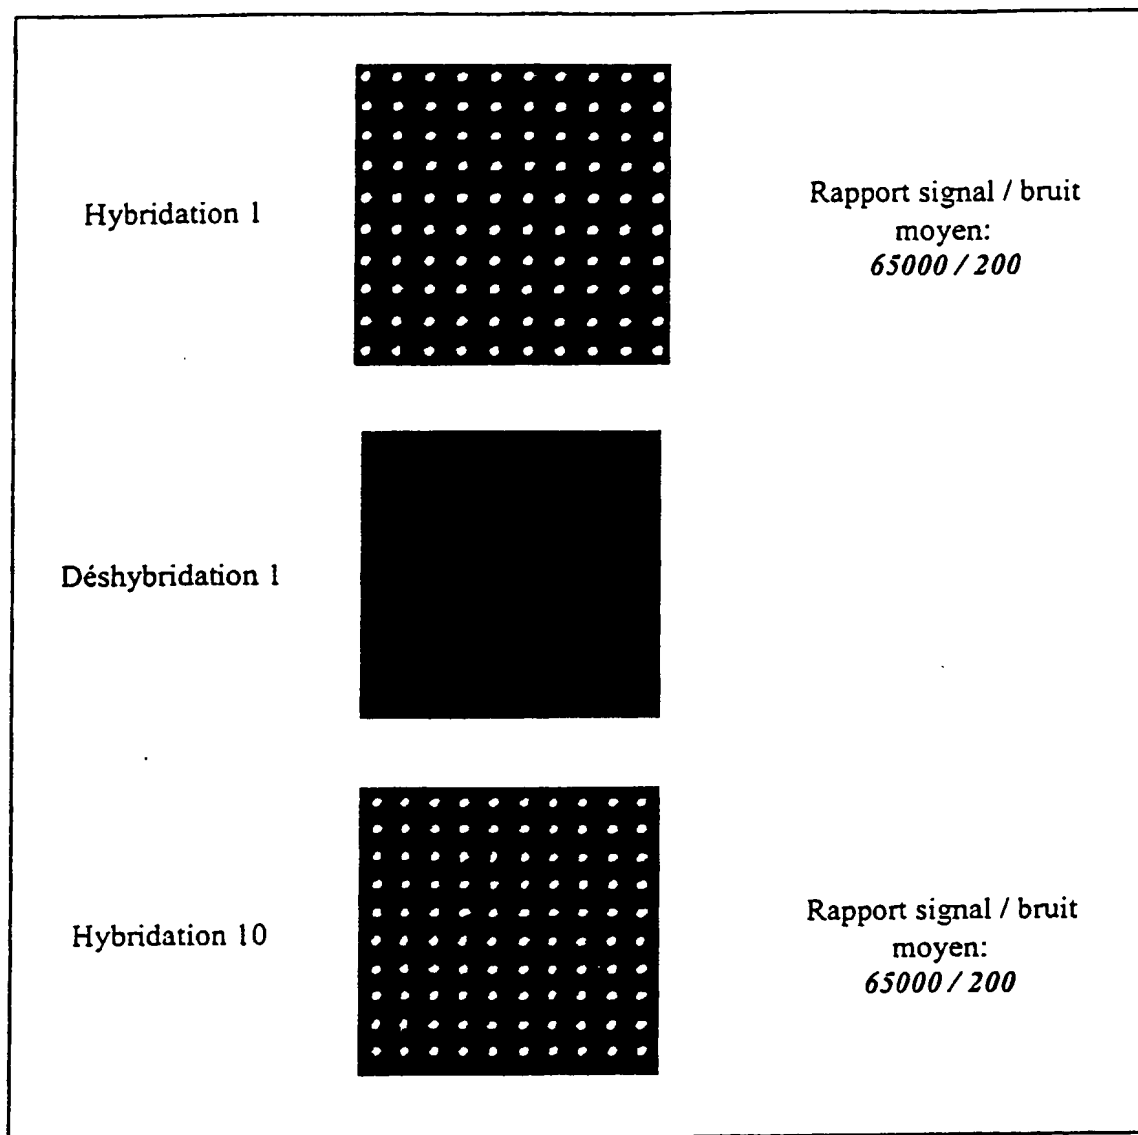 Hybridation 1
Rapport signal / bruit
moyen:
65000 / 200
Déshybridation 1
Hybridation 10
Rapport signal / bruit
moyen:
65000 / 200